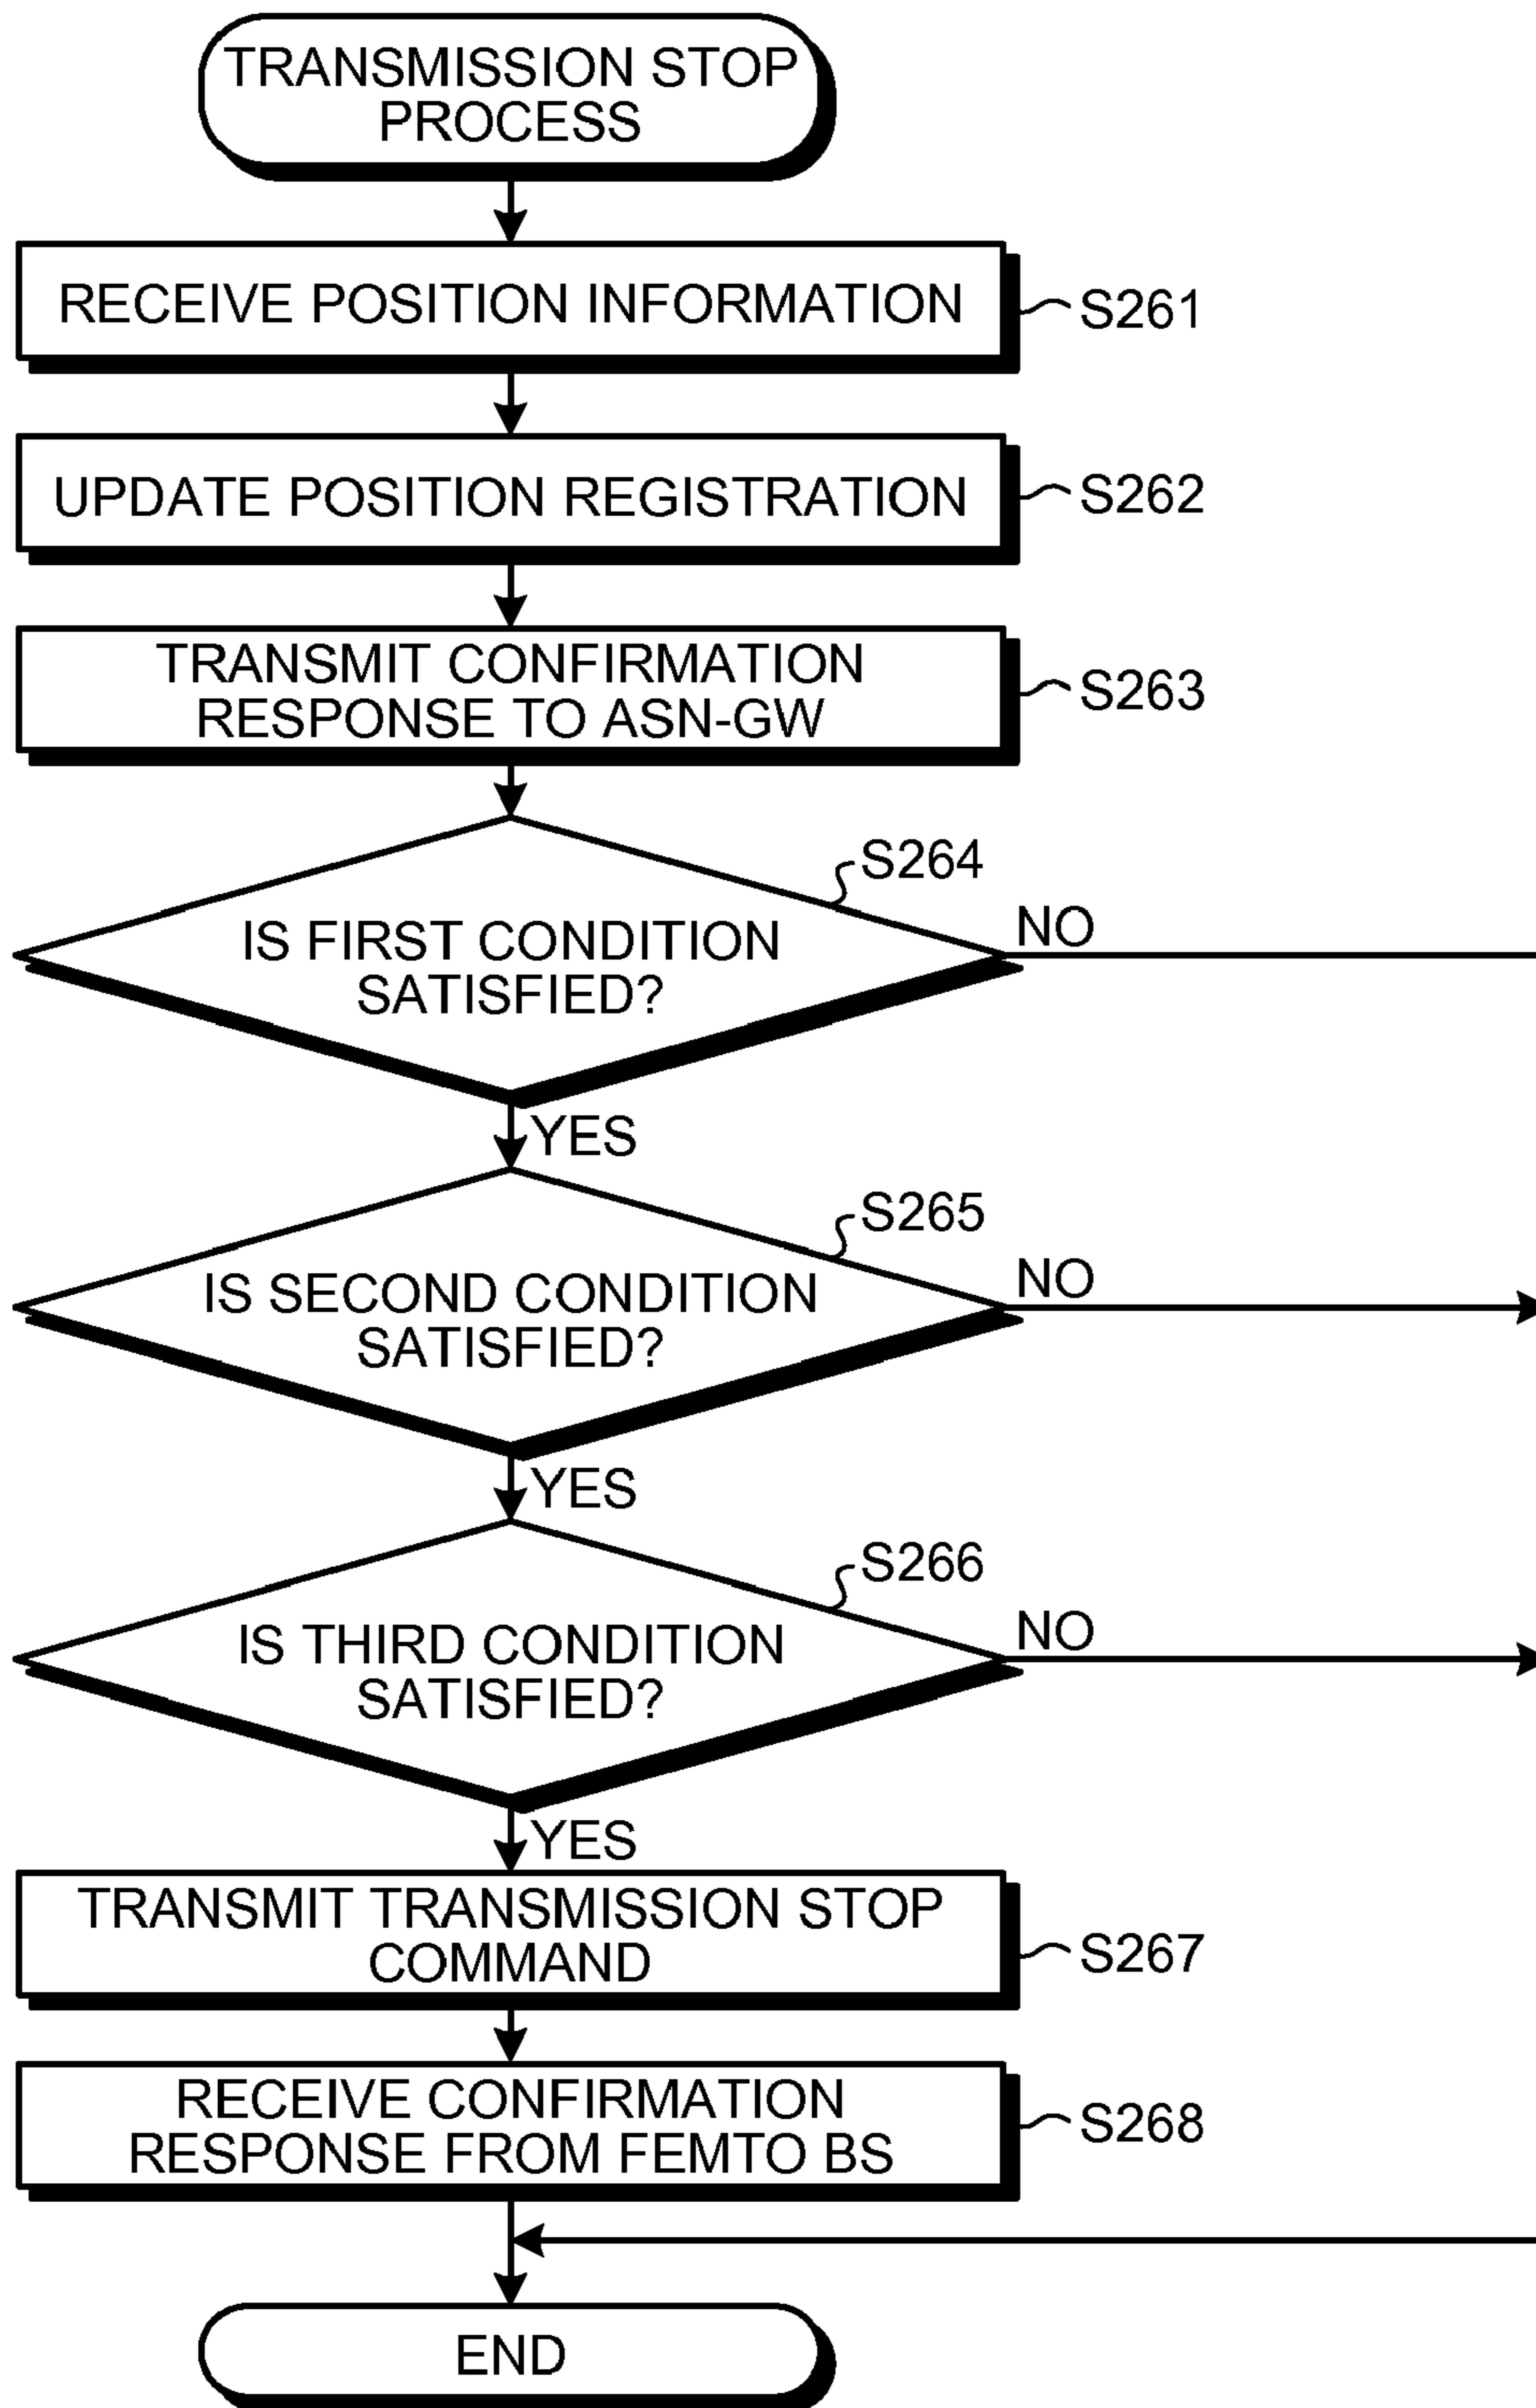 TRANSMISSION STOP
PROCESS
RECEIVE POSITION INFORMATION
S261
UPDATE POSITION REGISTRATION
S262
TRANSMIT CONFIRMATION
RESPONSE TO ASN-GW
S263
S264
IS FIRST CONDITION
SATISFIED?
NO
YES
S265
IS SECOND CONDITION
SATISFIED?
NO
YES
S266
IS THIRD CONDITION
SATISFIED?
NO
YES
TRANSMIT TRANSMISSION STOP
COMMAND
S267
RECEIVE CONFIRMATION
RESPONSE FROM FEMTO BS
S268
END